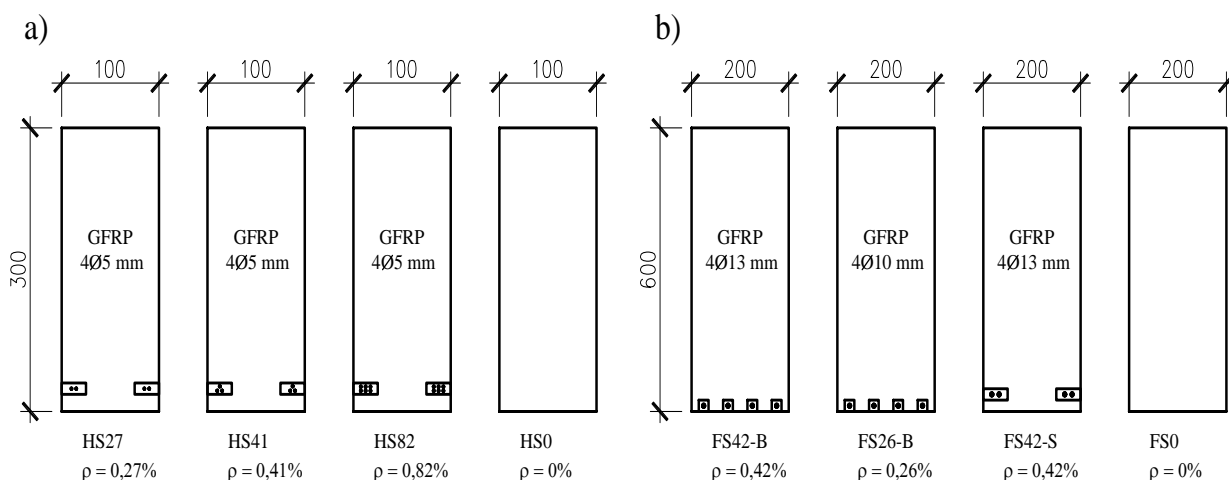 a)
100 100 100 100
300
GFRP
4Ø5 mm
GFRP
4Ø5 mm
GFRP
4Ø5 mm
HS27 HS41 HS82 HS0
ρ = 0,27% ρ = 0,41% ρ = 0,82% ρ = 0%
b)
200 200 200 200
600
GFRP
4Ø13 mm
GFRP
4Ø10 mm
GFRP
4Ø13 mm
FS42-B FS26-B FS42-S FS0
ρ = 0,42% ρ = 0,26% ρ = 0,42% ρ = 0%